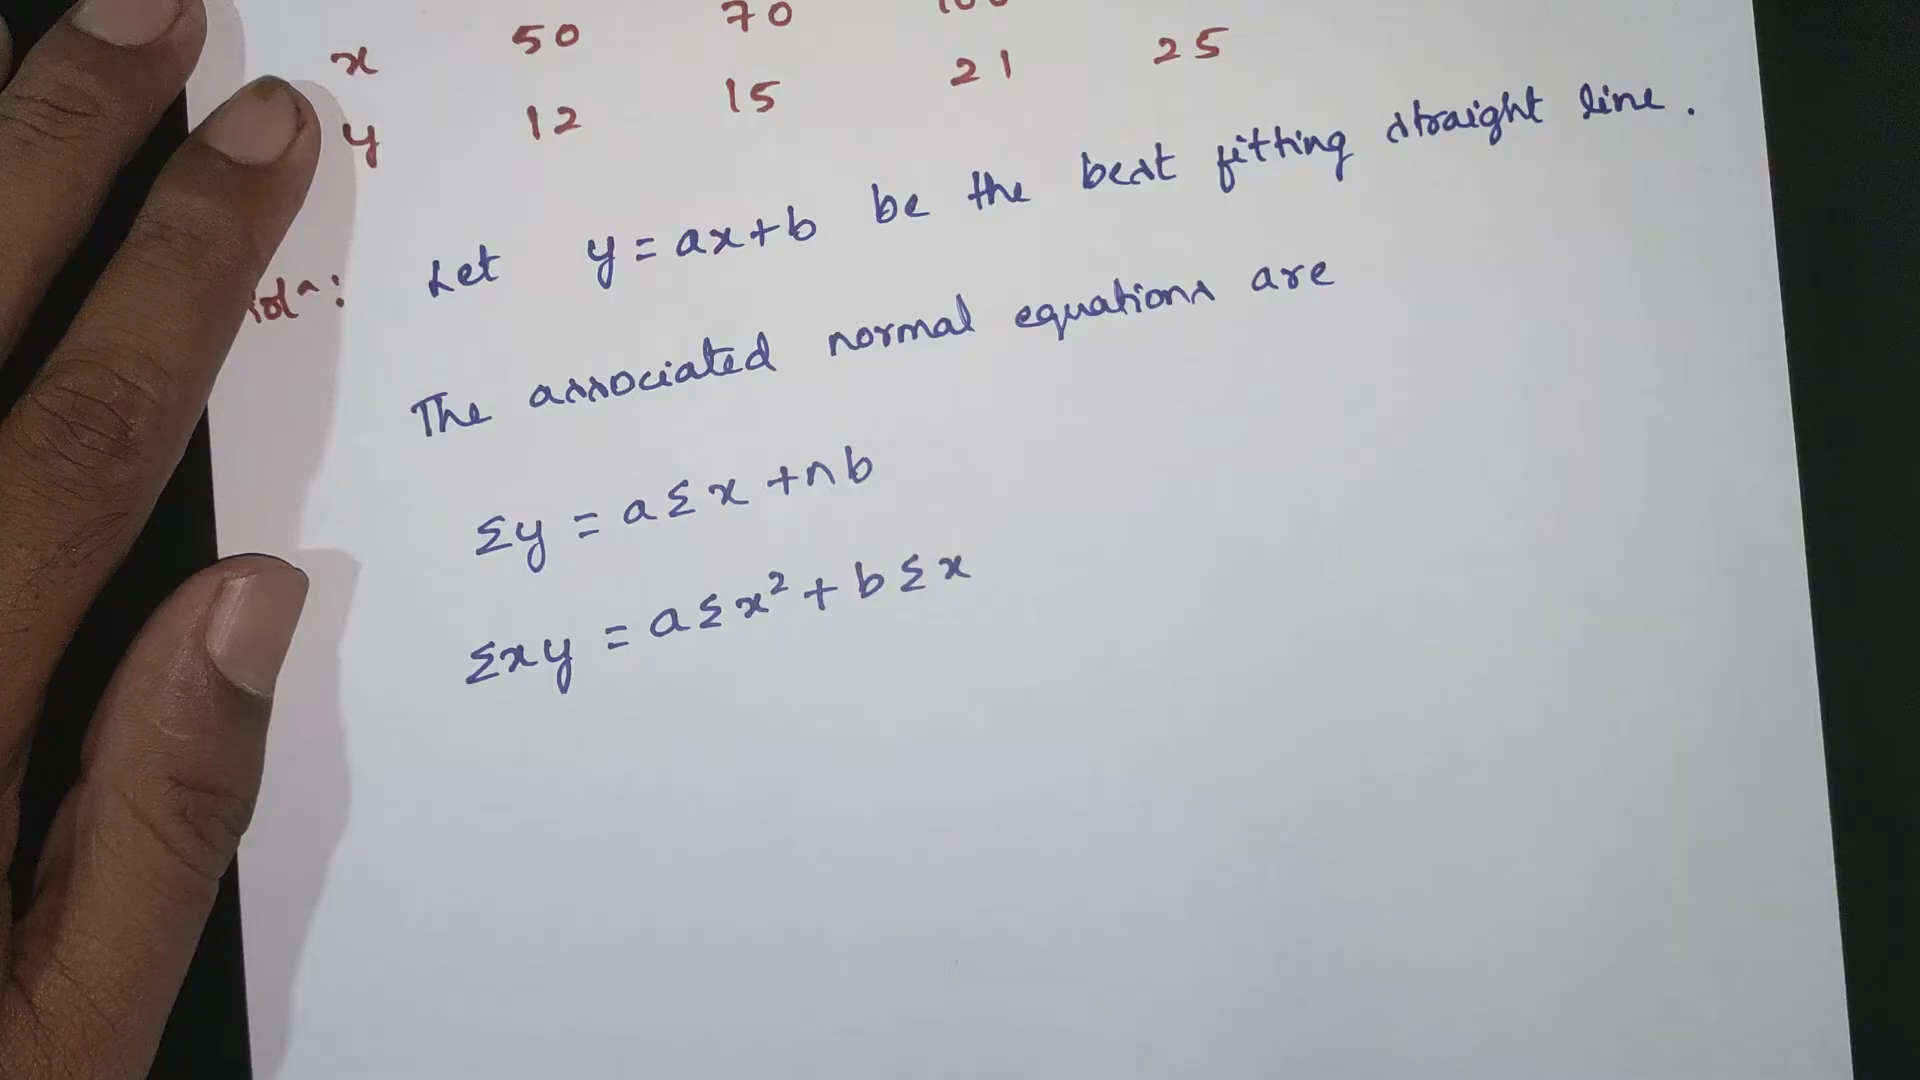 x 50 70
y 12 15 21 25
Let y = ax+b be the best fitting straight line.
The associated normal equations are
Σy = aΣx + nb
Σxy = aΣx² + bΣx